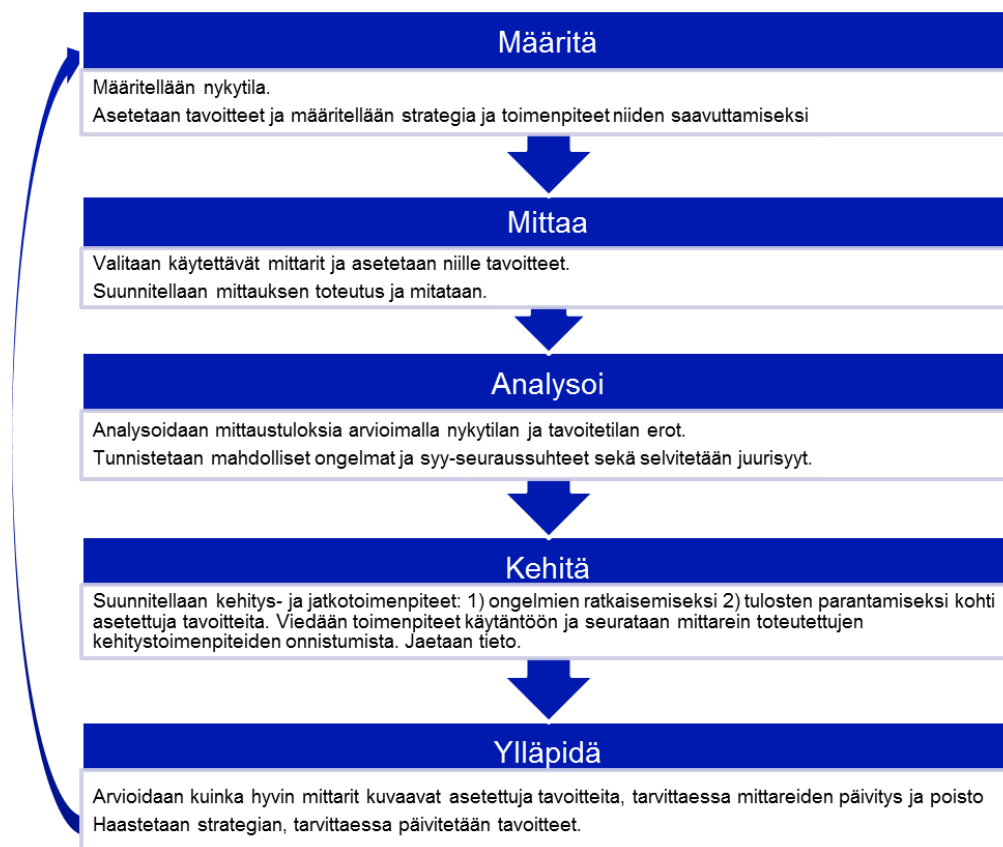 Määritä
Määritellään nykytila.
Asetetaan tavoitteet ja määritellään strategia ja toimenpiteet niiden saavuttamiseksi
Mittaa
Valitaan käytettävät mittarit ja asetetaan niille tavoitteet.
Suunnitellaan mittauksen toteutus ja mitataan.
Analysoi
Analysoidaan mittaustuloksia arvioimalla nykytilan ja tavoitetilan erot.
Tunnistetaan mahdolliset ongelmat ja syy-seuraussuhteet sekä selvitetään juurisyyt.
Kehitä
Suunnitellaan kehitys- ja jatkotoimenpiteet: 1) ongelmien ratkaisemiseksi 2) tulosten parantamiseksi kohti
asetettuja tavoitteita. Viedään toimenpiteet käytäntöön ja seurataan mittarein toteutettujen
kehitystoimenpiteiden onnistumista. Jaetaan tieto.
Ylläpidä
Arvioidaan kuinka hyvin mittarit kuvaavat asetettuja tavoitteita, tarvittaessa mittareiden päivitys ja poisto
Haastetaan strategian, tarvittaessa päivitetään tavoitteet.